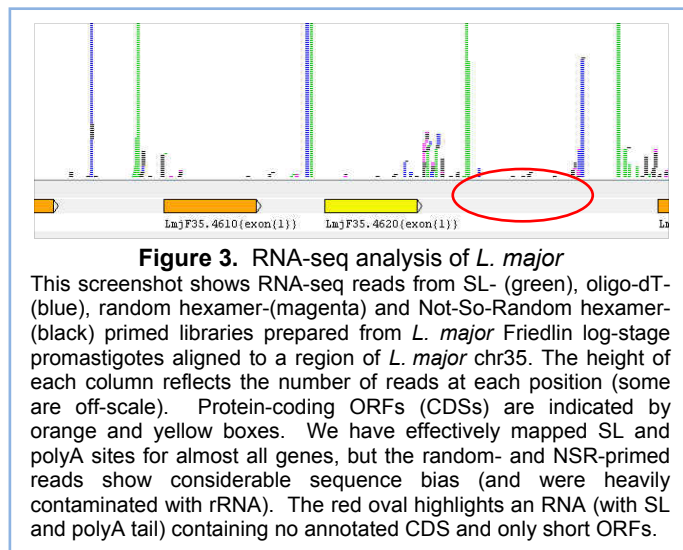 LmjF35.4610{exon{1}} LmjF35.4620{exon{1}}
Figure 3. RNA-seq analysis of L. major
This screenshot shows RNA-seq reads from SL- (green), oligo-dT-
(blue), random hexamer-(magenta) and Not-So-Random hexamer-
(black) primed libraries prepared from L. major Friedlin log-stage
promastigotes aligned to a region of L. major chr35. The height of
each column reflects the number of reads at each position (some
are off-scale). Protein-coding ORFs (CDSs) are indicated by
orange and yellow boxes. We have effectively mapped SL and
polyA sites for almost all genes, but the random- and NSR-primed
reads show considerable sequence bias (and were heavily
contaminated with rRNA). The red oval highlights an RNA (with SL
and polyA tail) containing no annotated CDS and only short ORFs.